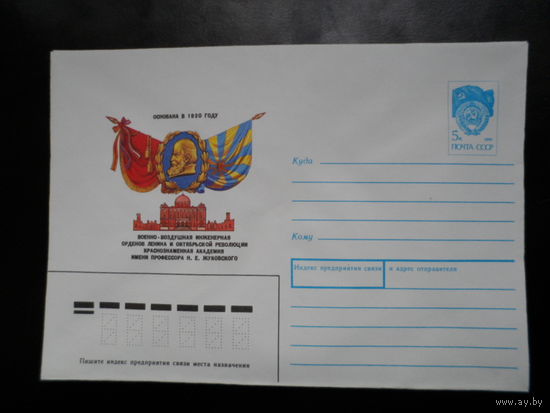 ОСНОВАНА В 1920 ГОДУ
5к
ПОЧТА СССР
Куда
ВОЕННО-ВОЗДУШНАЯ ИНЖЕНЕРНАЯ
ОРДЕНОВ ЛЕНИНА И ОКТЯБРЬСКОЙ РЕВОЛЮЦИИ
КРАСНОЗНАМЕННАЯ АКАДЕМИЯ
ИМЕНИ ПРОФЕССОРА Н. Е. ЖУКОВСКОГО
Кому
Индекс предприятия связи и адрес отправителя
Пишите индекс предприятия связи места назначения
www.ay.by